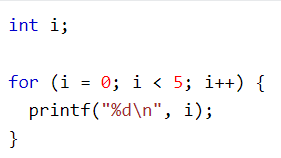 int i;

for (i = 0; i < 5; i++) {
  printf("%d\n", i);
}